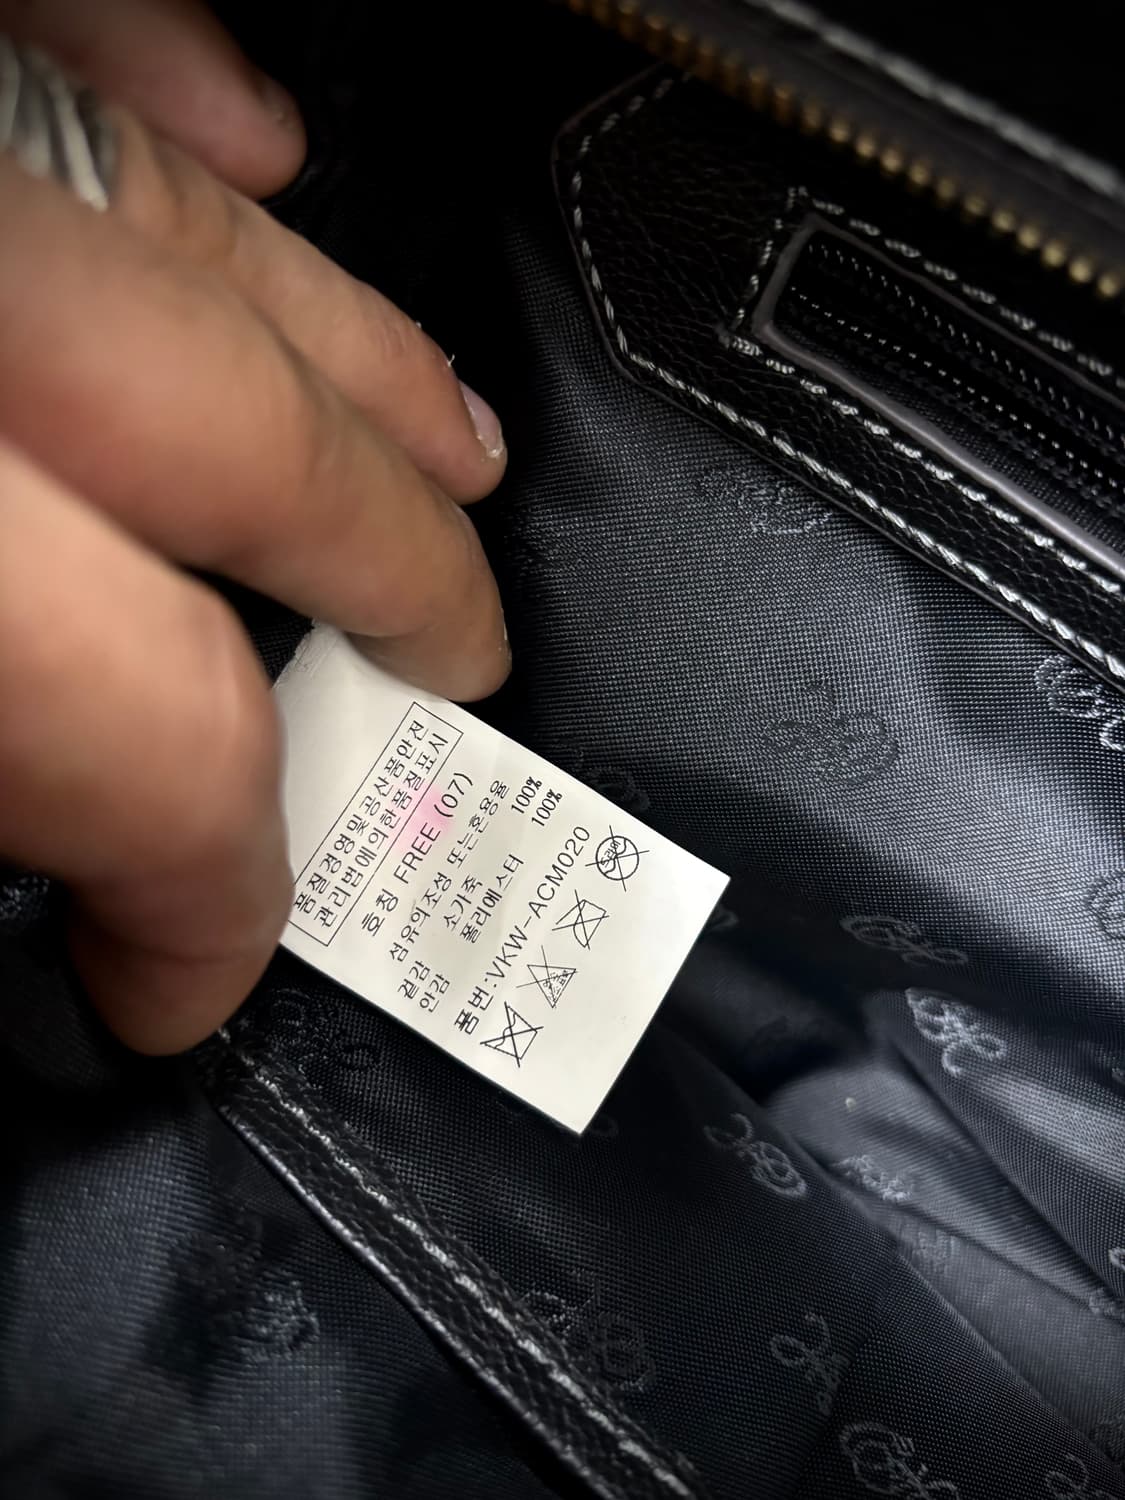 품질경영및공산품안전
관리법에의한품질표시
호칭 FREE (07)
섬유의조성 또는혼용율
겉감 소가죽 100%
안감 폴리에스터 100%
품번:VKW-ACM020